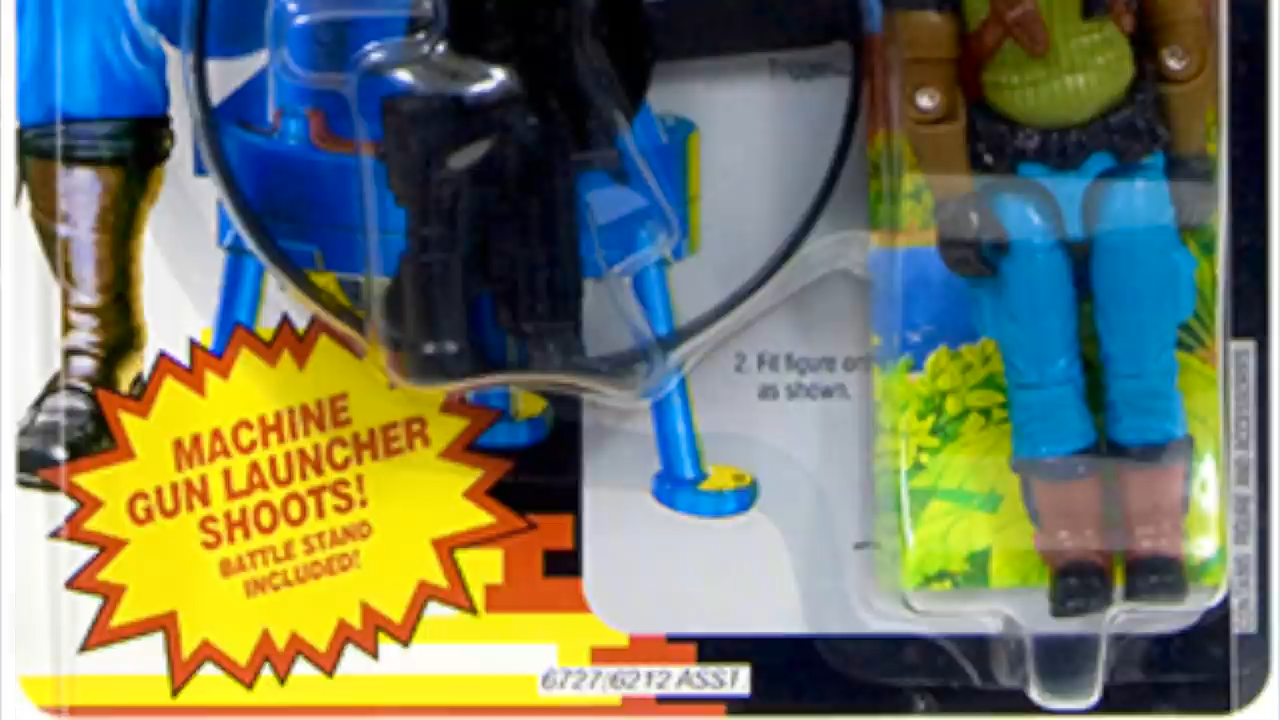 2. Fit figure on
as shown.
MACHINE
GUN LAUNCHER
SHOOTS!
BATTLE STAND
INCLUDED!
6727/6212 ASST.